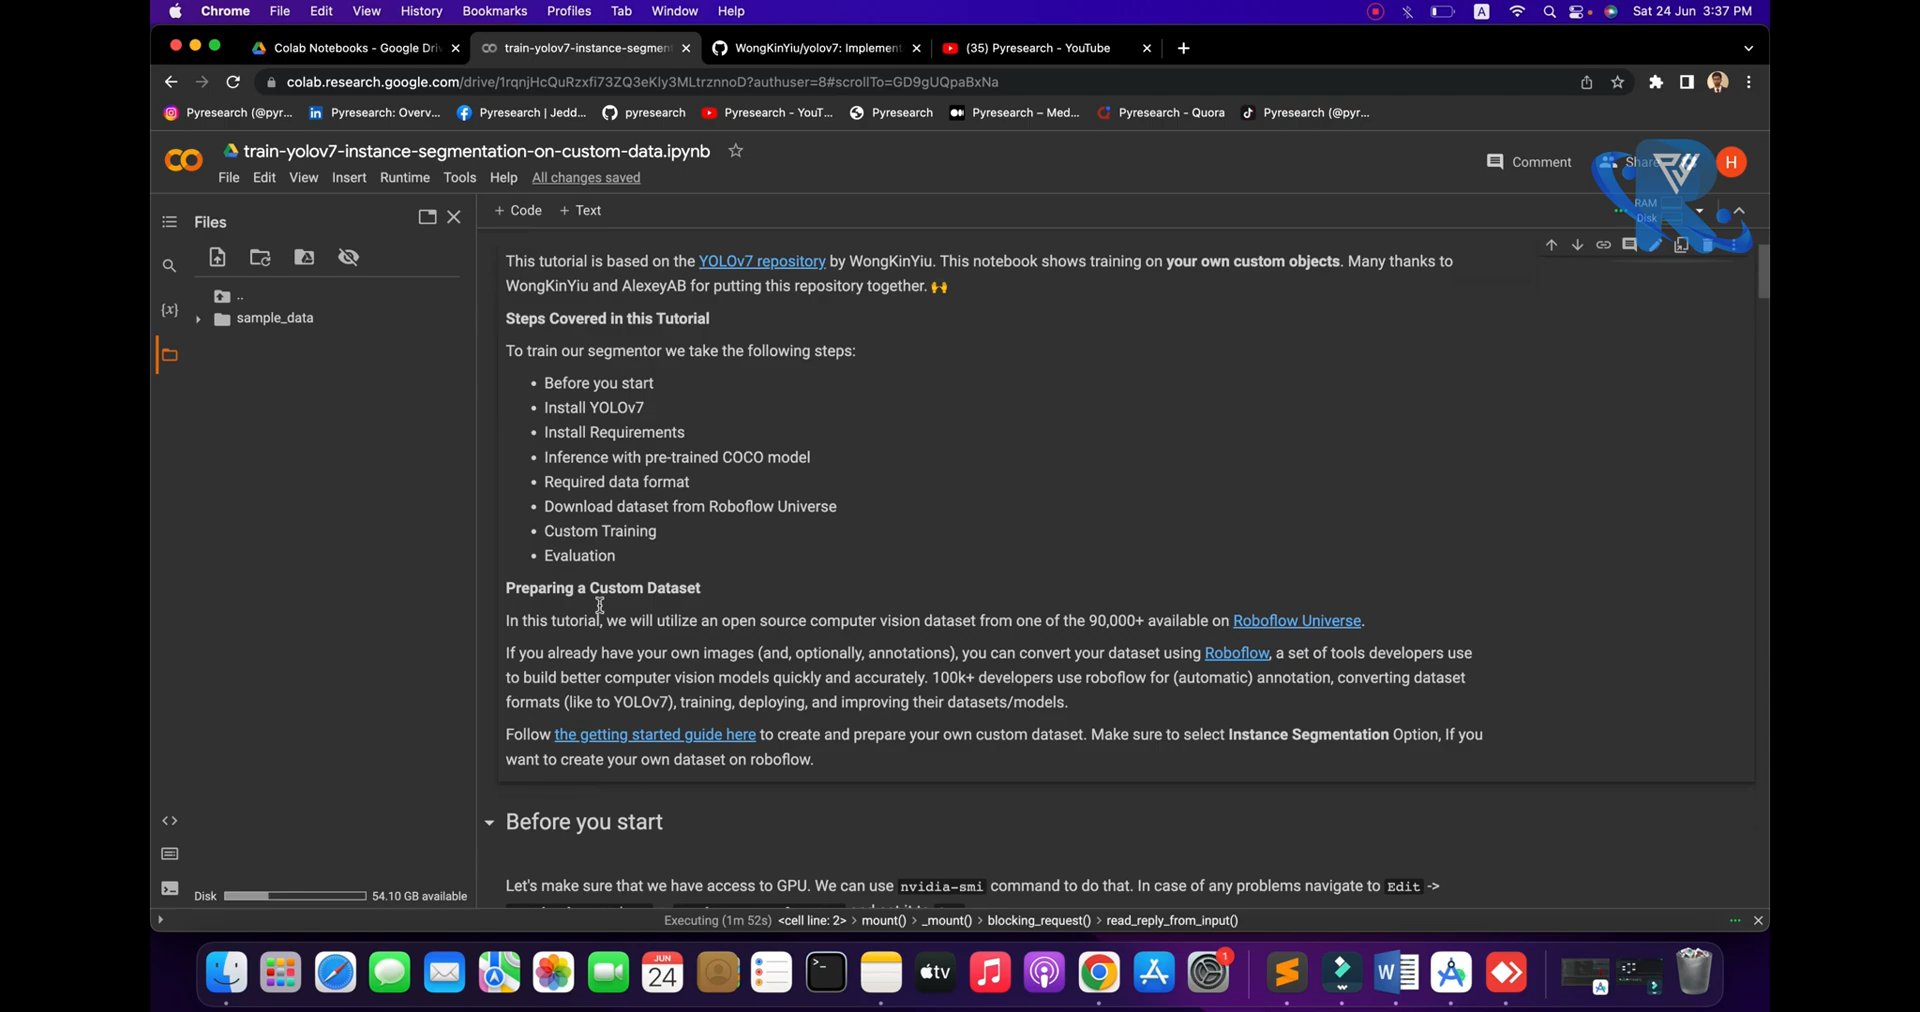 Chrome File Edit View History Bookmarks Profiles Tab Window Help A Sat 24 Jun 3:37 PM
Colab Notebooks - Google Dri train-yolov7-instance-segmen WongKinYiu/yolov7: Implemen (35) Pyresearch - YouTube
colab.research.google.com/drive/1rqnjHcQuRzxfi73ZQ3eKly3MLtrznnoD?authuser=8#scrollTo=GD9gUQpaBxNa
Pyresearch (@pyr... Pyresearch: Overv... Pyresearch | Jedd... pyresearch Pyresearch - YouT... Pyresearch Pyresearch – Med... Pyresearch - Quora Pyresearch (@pyr...
train-yolov7-instance-segmentation-on-custom-data.ipynb
Comment Share H
File Edit View Insert Runtime Tools Help All changes saved
Files
+ Code + Text
RAM
Disk
..
sample_data
{x}
This tutorial is based on the YOLOv7 repository by WongKinYiu. This notebook shows training on your own custom objects. Many thanks to
WongKinYiu and AlexeyAB for putting this repository together. 🙌
Steps Covered in this Tutorial
To train our segmentor we take the following steps:
• Before you start
• Install YOLOv7
• Install Requirements
• Inference with pre-trained COCO model
• Required data format
• Download dataset from Roboflow Universe
• Custom Training
• Evaluation
Preparing a Custom Dataset
In this tutorial, we will utilize an open source computer vision dataset from one of the 90,000+ available on Roboflow Universe.
If you already have your own images (and, optionally, annotations), you can convert your dataset using Roboflow, a set of tools developers use
to build better computer vision models quickly and accurately. 100k+ developers use roboflow for (automatic) annotation, converting dataset
formats (like to YOLOv7), training, deploying, and improving their datasets/models.
Follow the getting started guide here to create and prepare your own custom dataset. Make sure to select Instance Segmentation Option, If you
want to create your own dataset on roboflow.
Before you start
Let's make sure that we have access to GPU. We can use nvidia-smi command to do that. In case of any problems navigate to Edit ->
Disk 54.10 GB available
Executing (1m 52s) <cell line: 2> > mount() > _mount() > blocking_request() > read_reply_from_input()
JUN
24
tv
1